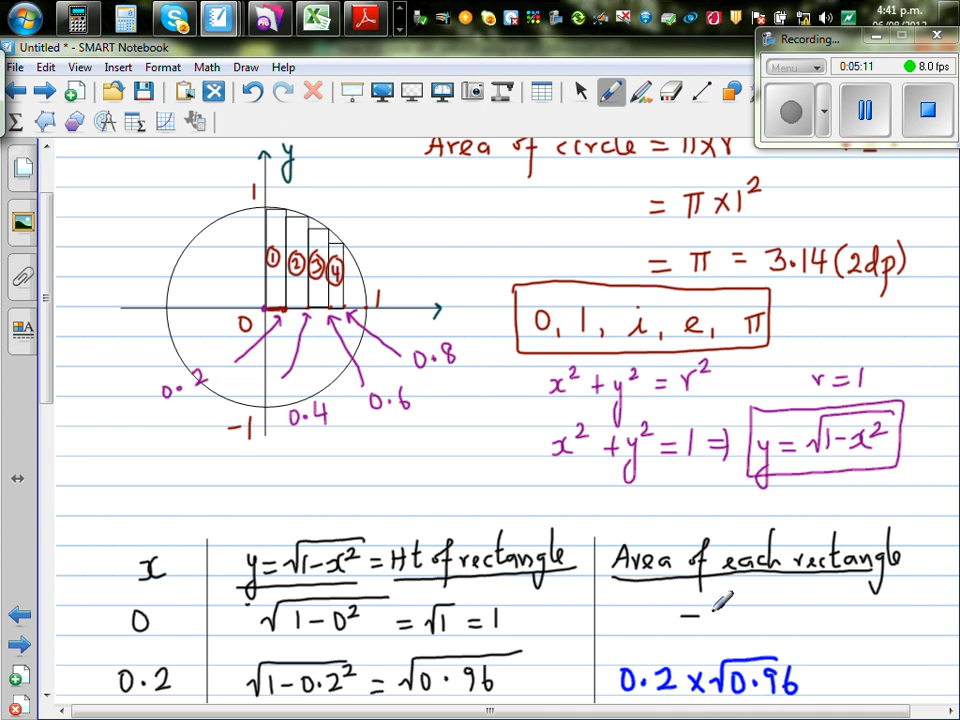 4:41 p.m.
06/08/2012
Untitled * - SMART Notebook
File Edit View Insert Format Math Draw Help
Recording...
Menu 0:05:11 8.0 fps
Area of circle = π×r
= π×1²
= π = 3.14 (2dp)
y
1
① ② ③ ④
0 1
-1
0.2 0.4 0.6 0.8
0, 1, i, e, π
x² + y² = r² r = 1
x² + y² = 1 ⇒ y = √1-x²
x y = √1-x² = Ht of rectangle Area of each rectangle
0 √1-0² = √1 = 1 —
0.2 √1-0.2² = √0.96 0.2 × √0.96